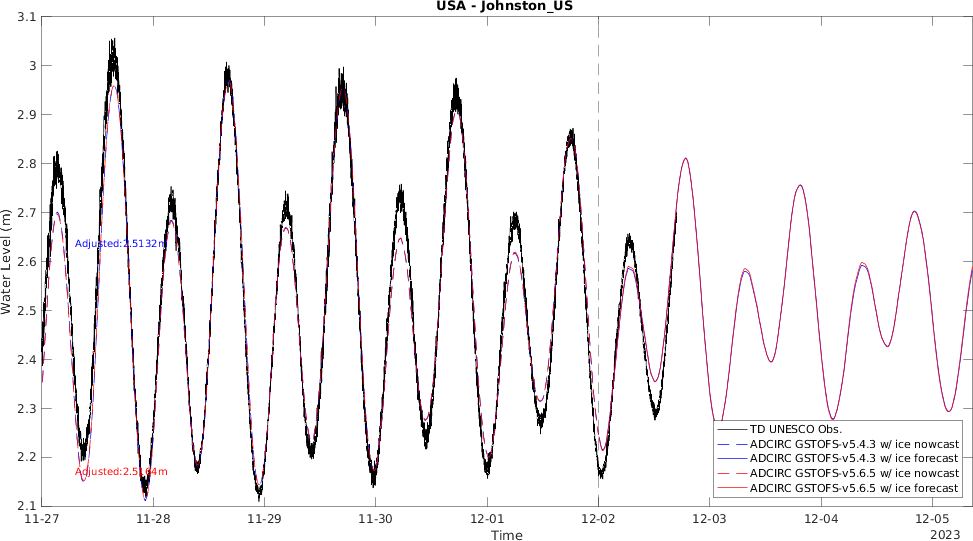 USA - Johnston_US
3.1
3
2.9
2.8
2.7
2.6
2.5
2.4
2.3
2.2
2.1
Water Level (m)
Adjusted:2.5132m
Adjusted:2.5164m
TD UNESCO Obs.
ADCIRC GSTOFS-v5.4.3 w/ ice nowcast
ADCIRC GSTOFS-v5.4.3 w/ ice forecast
ADCIRC GSTOFS-v5.6.5 w/ ice nowcast
ADCIRC GSTOFS-v5.6.5 w/ ice forecast
11-27 11-28 11-29 11-30 12-01 12-02 12-03 12-04 12-05
Time
2023